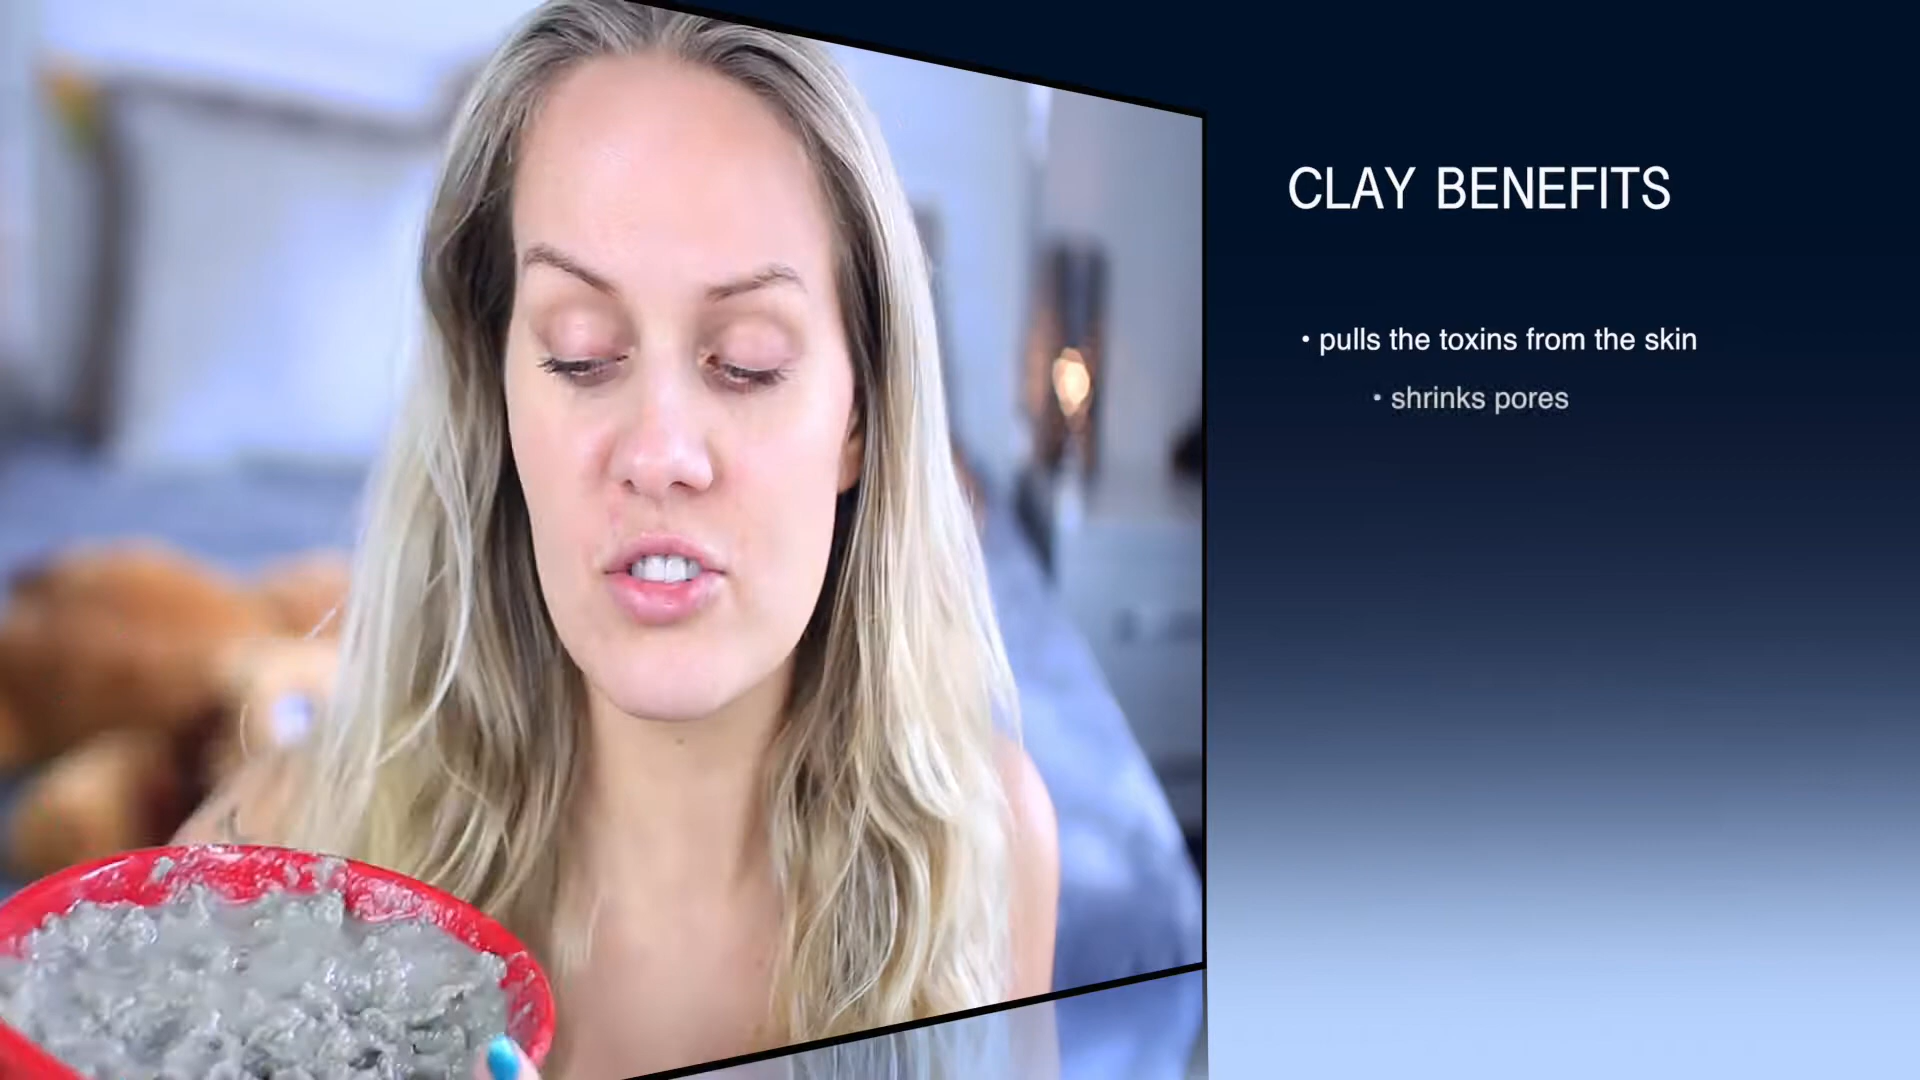 CLAY BENEFITS
• pulls the toxins from the skin
• shrinks pores